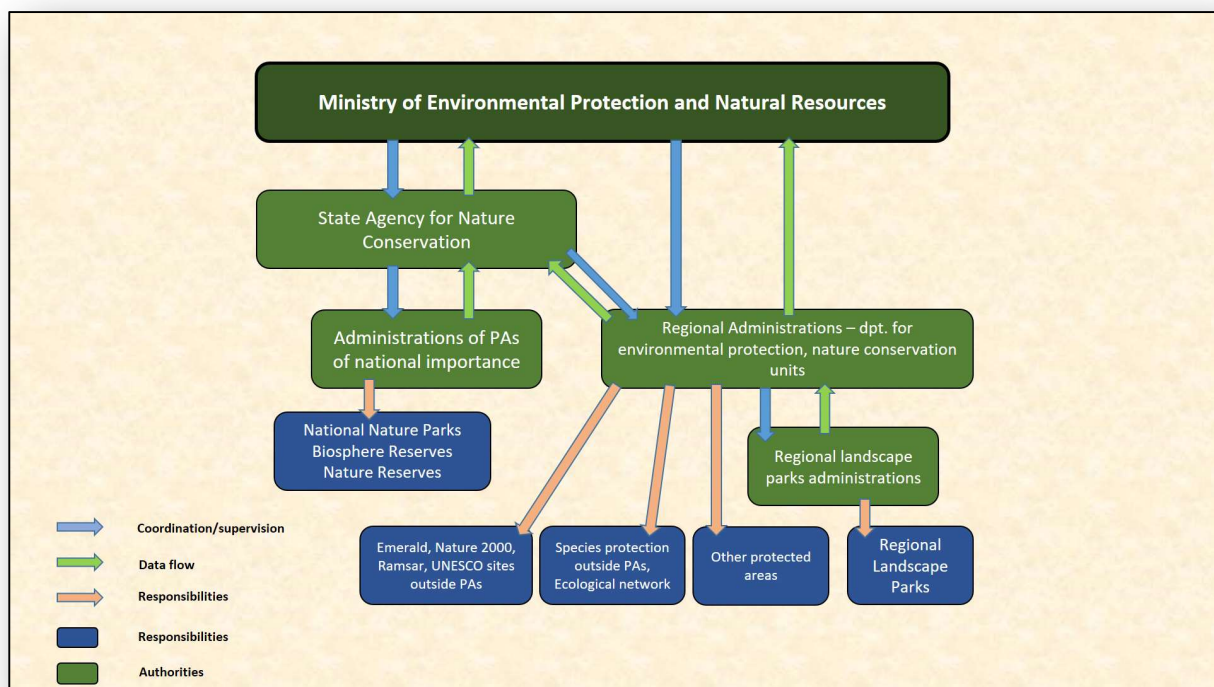 Ministry of Environmental Protection and Natural Resources
State Agency for Nature
Conservation
Administrations of PAs
of national importance
Regional Administrations – dpt. for
environmental protection, nature conservation
units
National Nature Parks
Biosphere Reserves
Nature Reserves
Regional landscape
parks administrations
Emerald, Nature 2000,
Ramsar, UNESCO sites
outside PAs
Species protection
outside PAs,
Ecological network
Other protected
areas
Regional
Landscape
Parks
Coordination/supervision
Data flow
Responsibilities
Responsibilities
Authorities